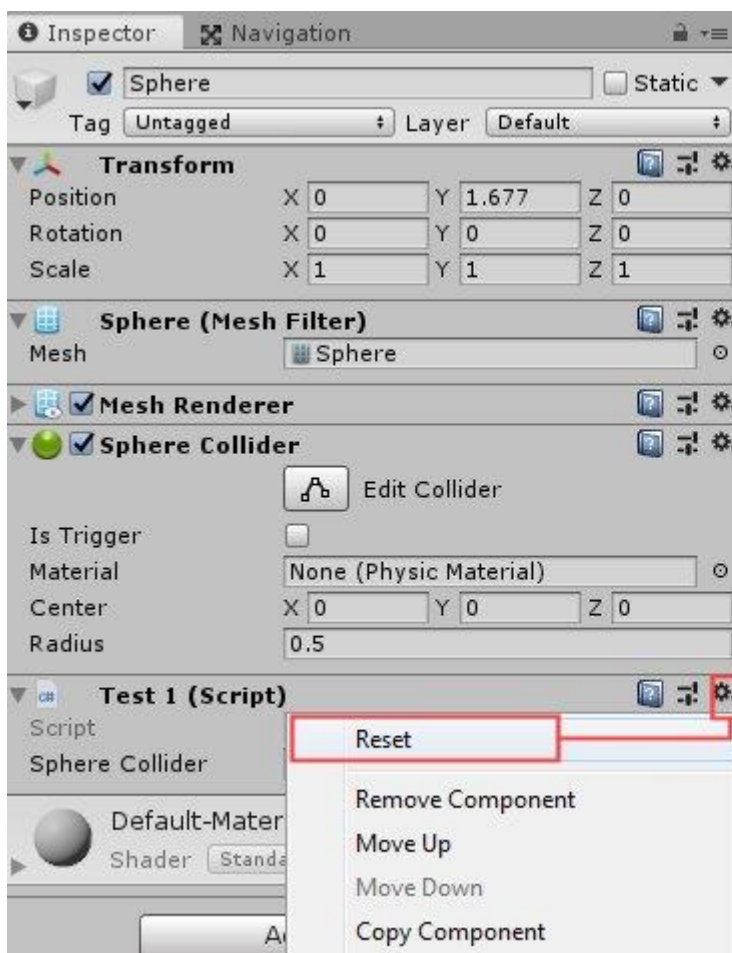 Inspector Navigation
Sphere Static
Tag Untagged Layer Default
Transform
Position X 0 Y 1.677 Z 0
Rotation X 0 Y 0 Z 0
Scale X 1 Y 1 Z 1
Sphere (Mesh Filter)
Mesh Sphere
Mesh Renderer
Sphere Collider
Edit Collider
Is Trigger
Material None (Physic Material)
Center X 0 Y 0 Z 0
Radius 0.5
C# Test 1 (Script)
Script
Reset
Sphere Collider
Remove Component
Default-Mater
Move Up
Shader Standa
Move Down
A
Copy Component